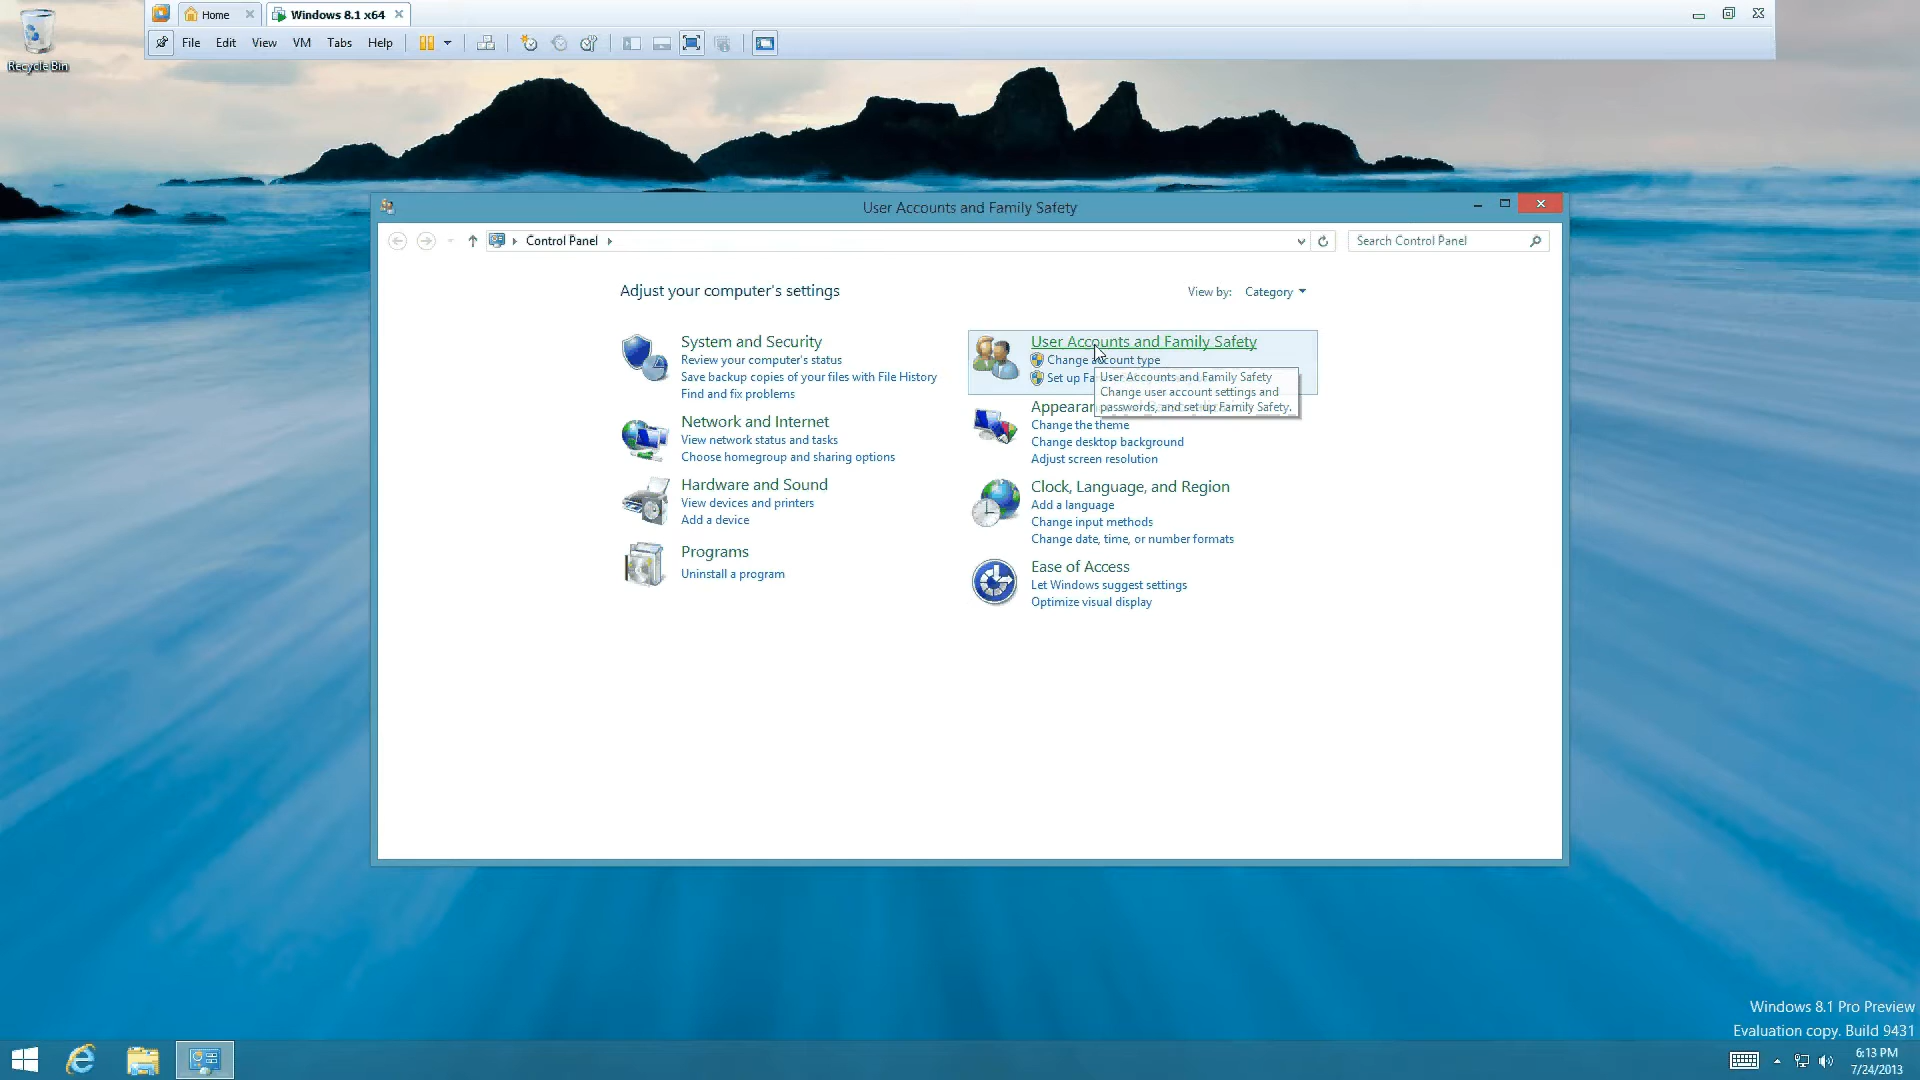 Home
Windows 8.1 x64
File Edit View VM Tabs Help
Recycle Bin
User Accounts and Family Safety
Control Panel
Search Control Panel
Adjust your computer's settings
View by: Category
System and Security
Review your computer's status
Save backup copies of your files with File History
Find and fix problems
Network and Internet
View network status and tasks
Choose homegroup and sharing options
Hardware and Sound
View devices and printers
Add a device
Programs
Uninstall a program
User Accounts and Family Safety
Change account type
Set up Fa
User Accounts and Family Safety
Change user account settings and
passwords, and set up Family Safety.
Appearan
Change the theme
Change desktop background
Adjust screen resolution
Clock, Language, and Region
Add a language
Change input methods
Change date, time, or number formats
Ease of Access
Let Windows suggest settings
Optimize visual display
Windows 8.1 Pro Preview
Evaluation copy. Build 9431
6:13 PM
7/24/2013